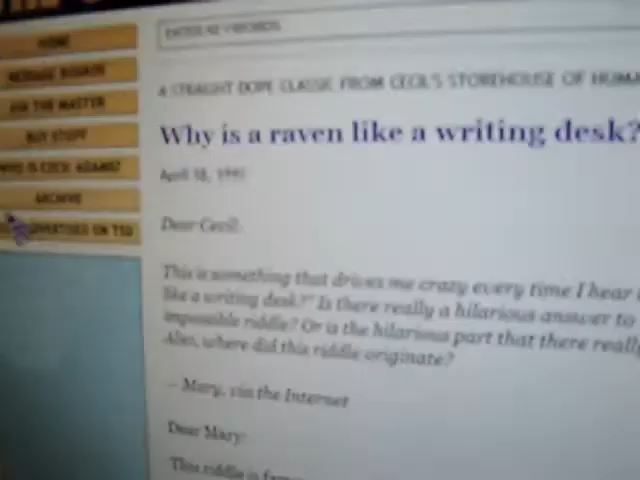 HOME
MESSAGE BOARDS
ASK THE MASTER
BUY STUFF
WHO IS CECIL ADAMS?
ARCHIVE
ADVERTISED ON TSD
A STRAIGHT DOPE CLASSIC FROM CECIL'S STOREHOUSE OF HUMA
Why is a raven like a writing desk?
April 18,
Dear Cecil:
This is something that drives me crazy every time I hear
like a writing desk?" Is there really a hilarious answer to
impossible riddle? Or is the hilarious part that there really
Also, where did this riddle originate?
— Mary, via the Internet
Dear Mary:
This riddle is